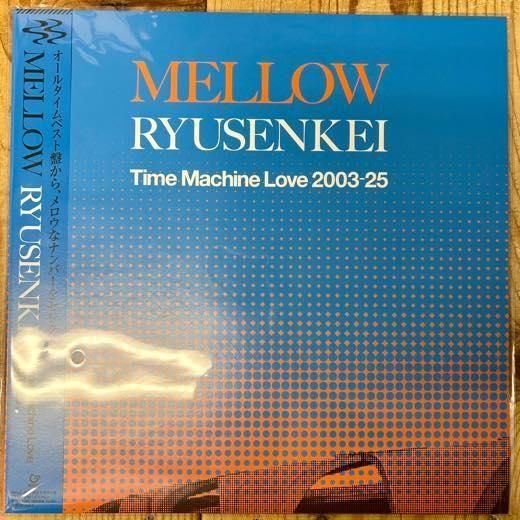 MELLOW
RYUSENKEI
Time Machine Love 2003-25
MELLOW RYUSENK
オールタイムベスト盤から、メロウなナンバーを